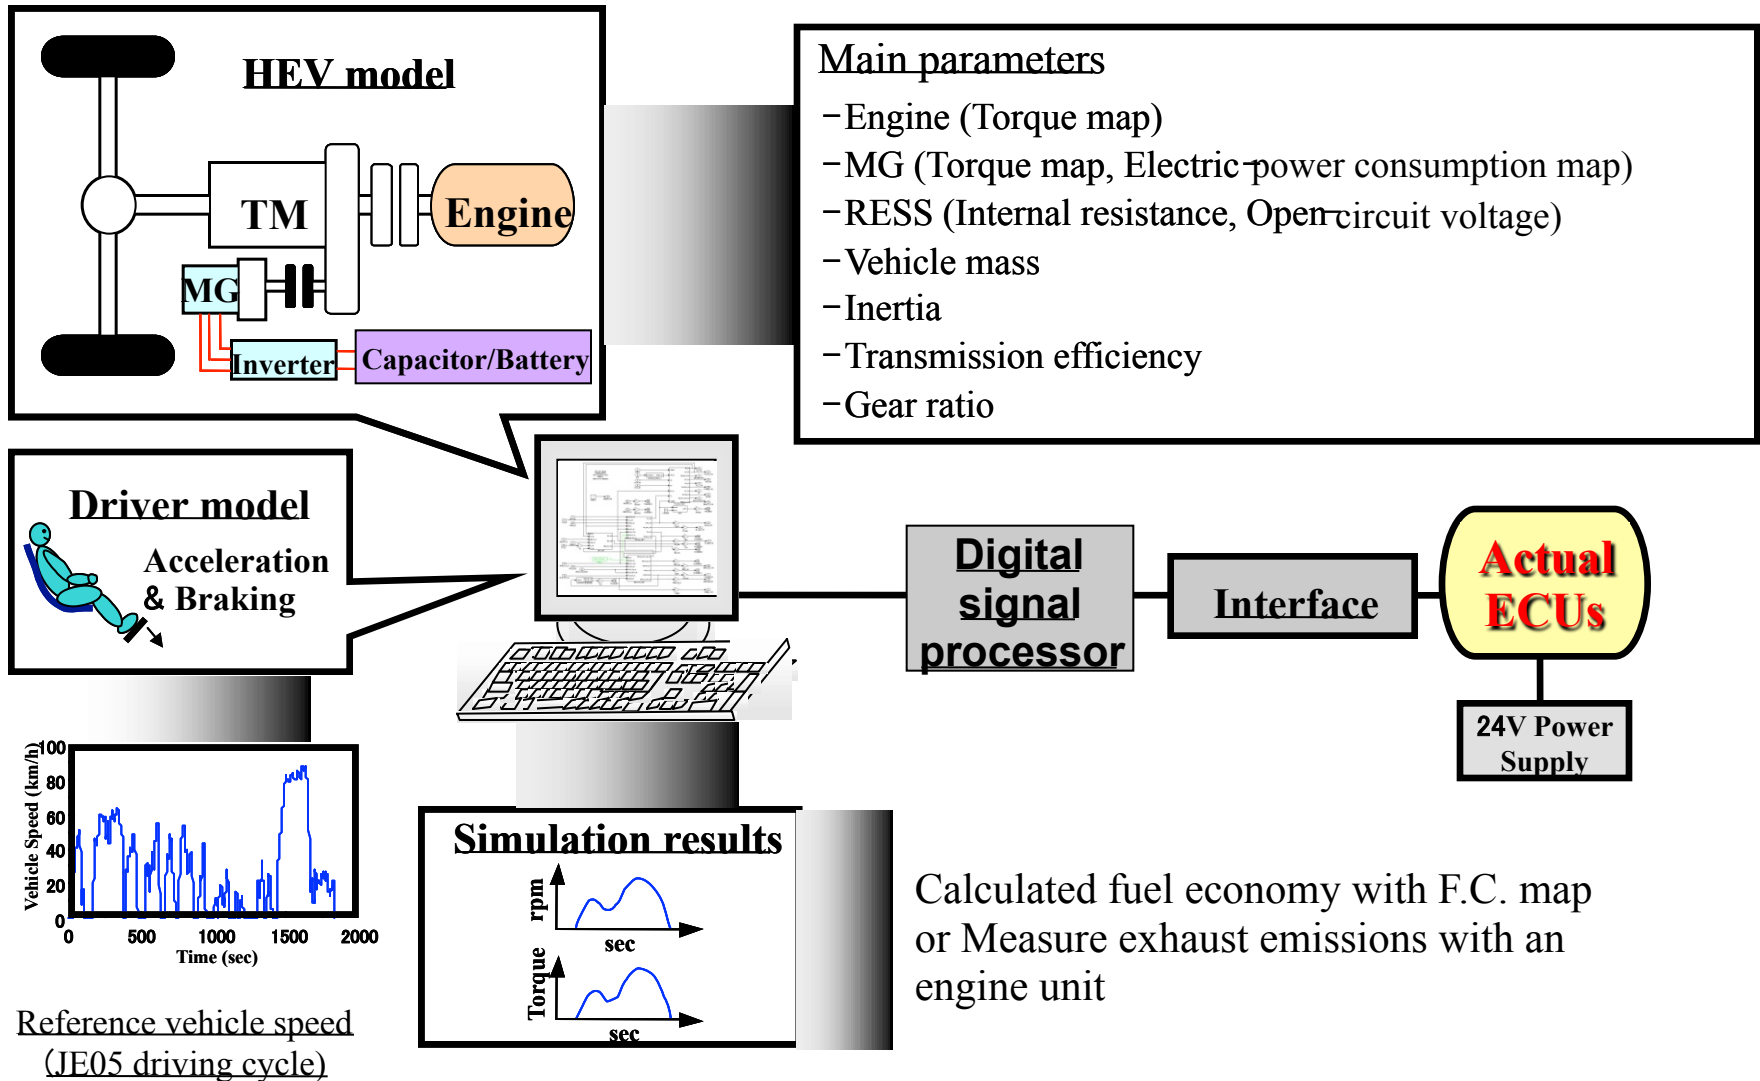 HEV model
TM
Engine
MG
Inverter
Capacitor/Battery
Main parameters
−Engine (Torque map)
−MG (Torque map, Electric-power consumption map)
−RESS (Internal resistance, Open-circuit voltage)
−Vehicle mass
−Inertia
−Transmission efficiency
−Gear ratio
Driver model
Acceleration
& Braking
Digital
signal
processor
Interface
Actual
ECUs
24V Power
Supply
Vehicle Speed (km/h)
100
80
60
40
20
0
0 500 1000 1500 2000
Time (sec)
Reference vehicle speed
(JE05 driving cycle)
Simulation results
rpm
sec
Torque
sec
Calculated fuel economy with F.C. map
or Measure exhaust emissions with an
engine unit